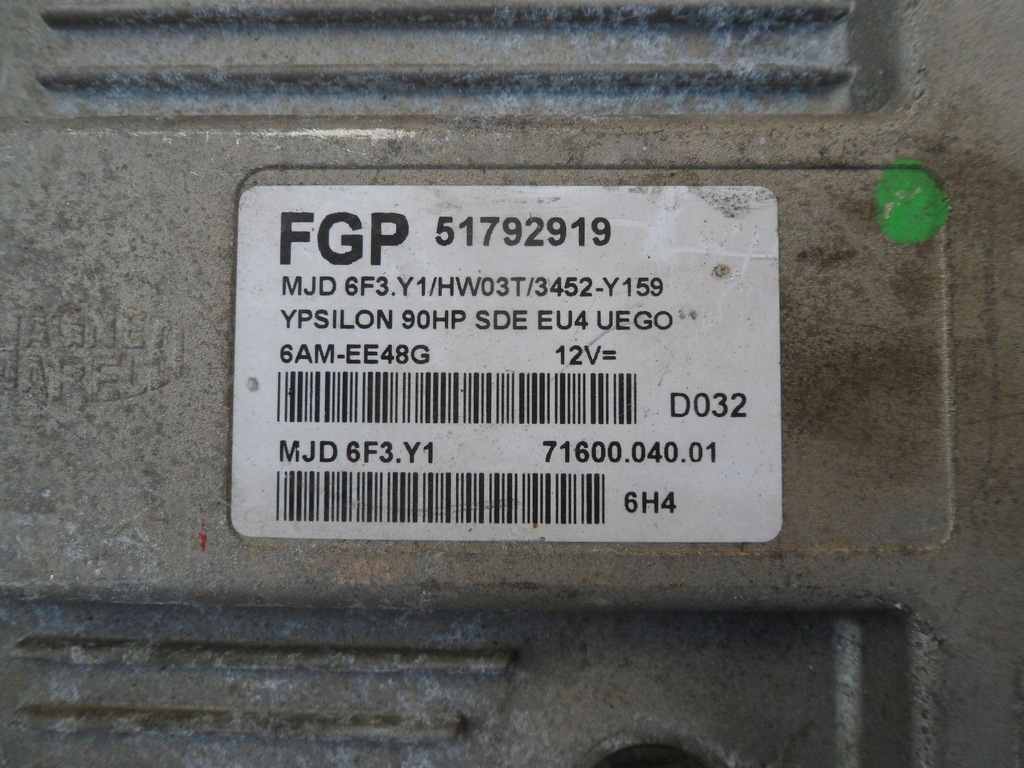 FGP 51792919
MJD 6F3.Y1/HW03T/3452-Y159
YPSILON 90HP SDE EU4 UEGO
6AM-EE48G 12V=
D032
MJD 6F3.Y1 71600.040.01
6H4